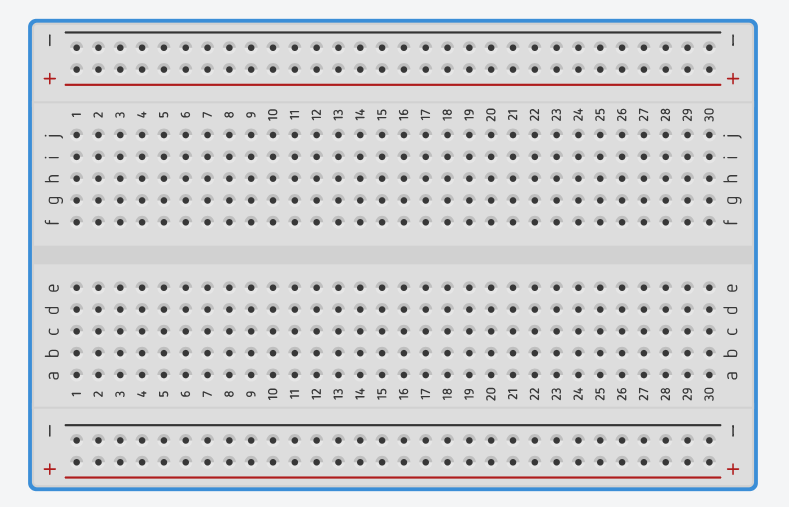 − −
+ +
1 2 3 4 5 6 7 8 9 10 11 12 13 14 15 16 17 18 19 20 21 22 23 24 25 26 27 28 29 30
j j
i i
h h
g g
f f
e e
d d
c c
b b
a a
1 2 3 4 5 6 7 8 9 10 11 12 13 14 15 16 17 18 19 20 21 22 23 24 25 26 27 28 29 30
− −
+ +